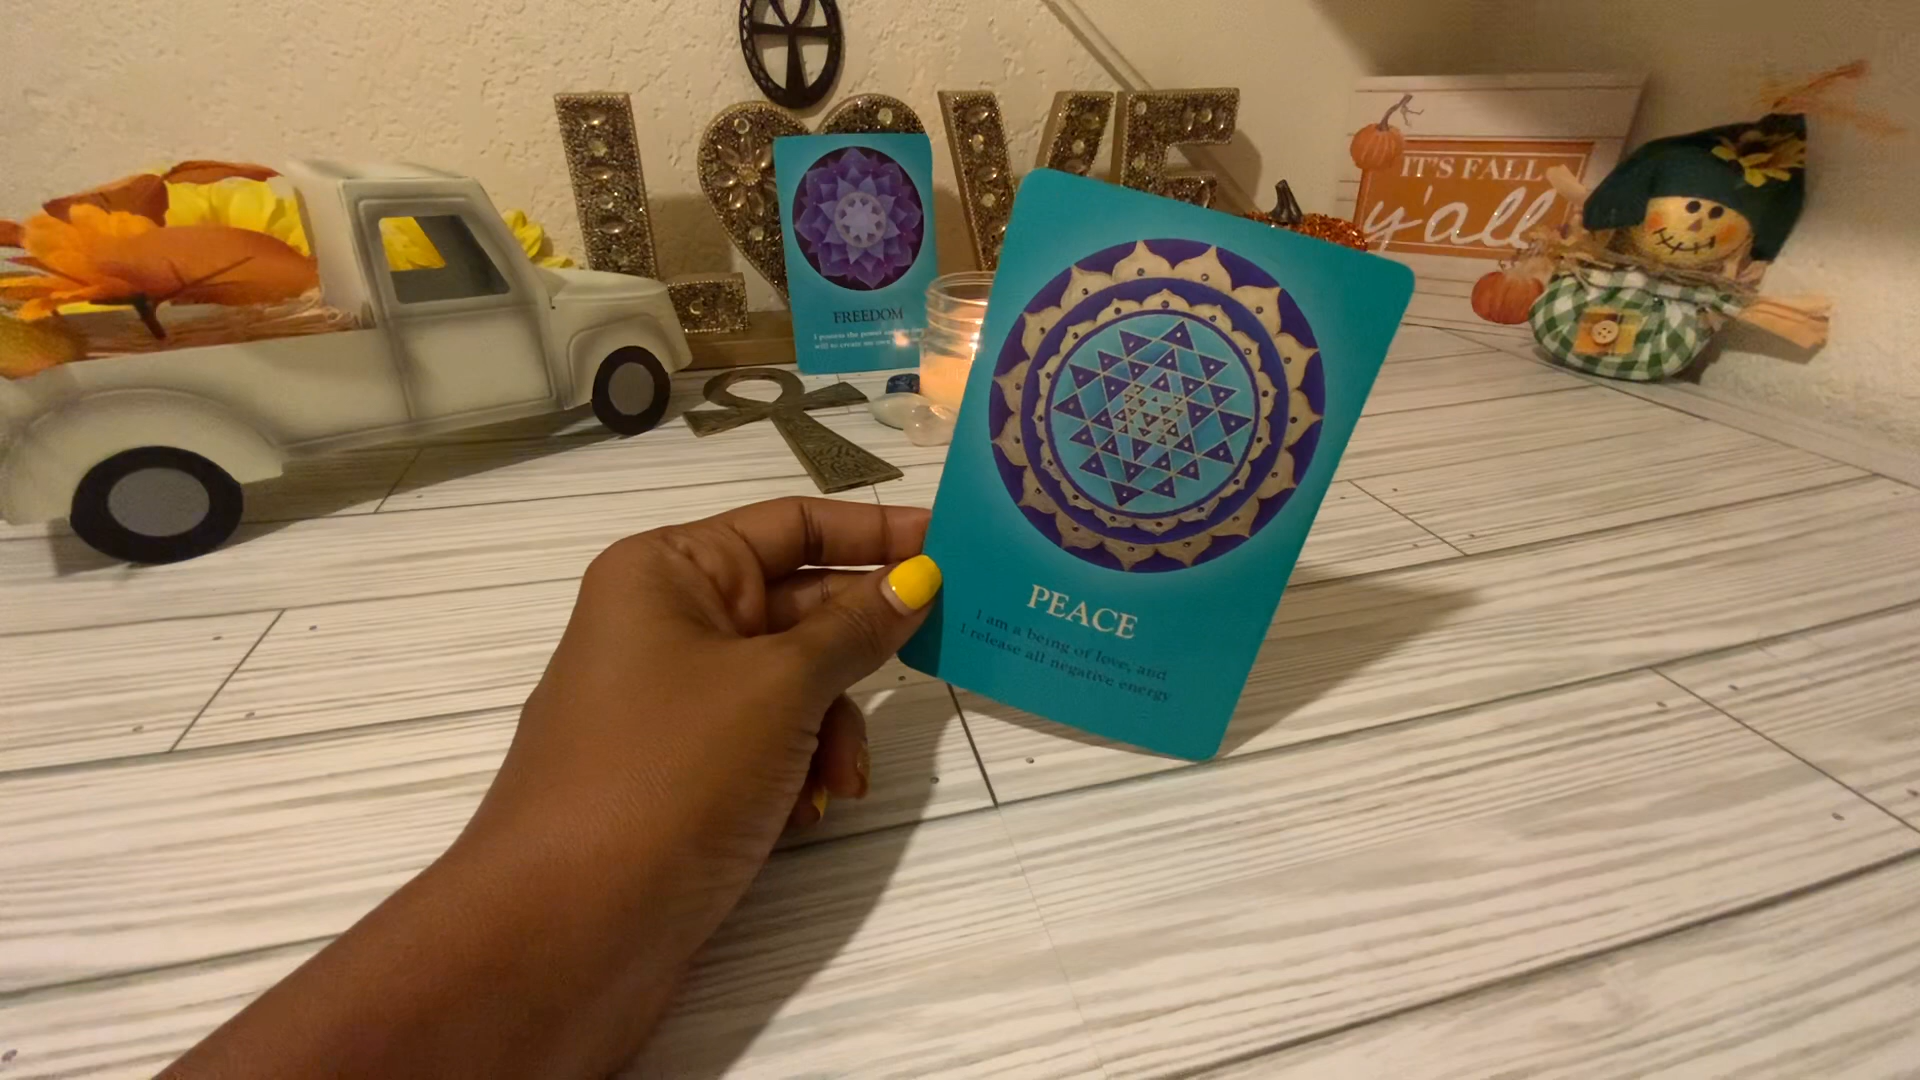 LOVE
IT'S FALL
y'all
FREEDOM
I possess the power and
will to create my own
PEACE
I am a being of love, and
I release all negative energy